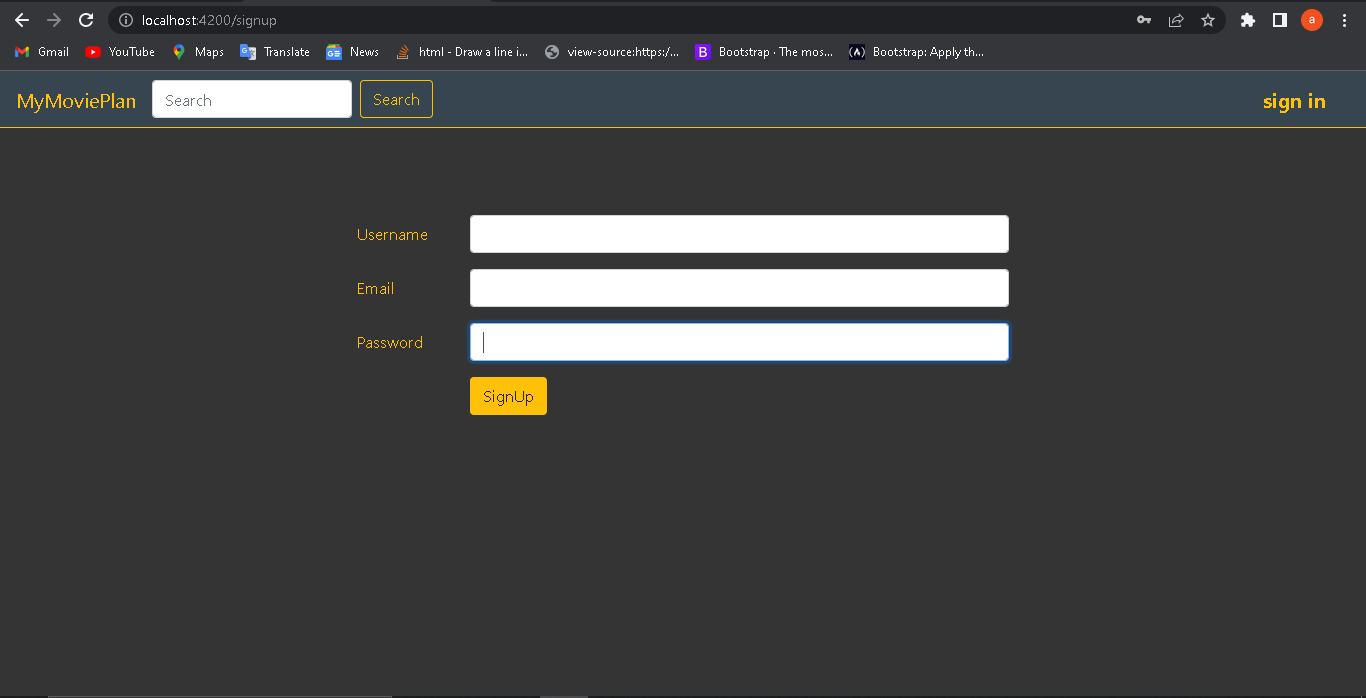 localhost:4200/signup
a
Gmail YouTube Maps Translate News html - Draw a line i... view-source:https:/... B Bootstrap · The mos... Bootstrap: Apply th...
MyMoviePlan Search Search sign in
Username
Email
Password
SignUp